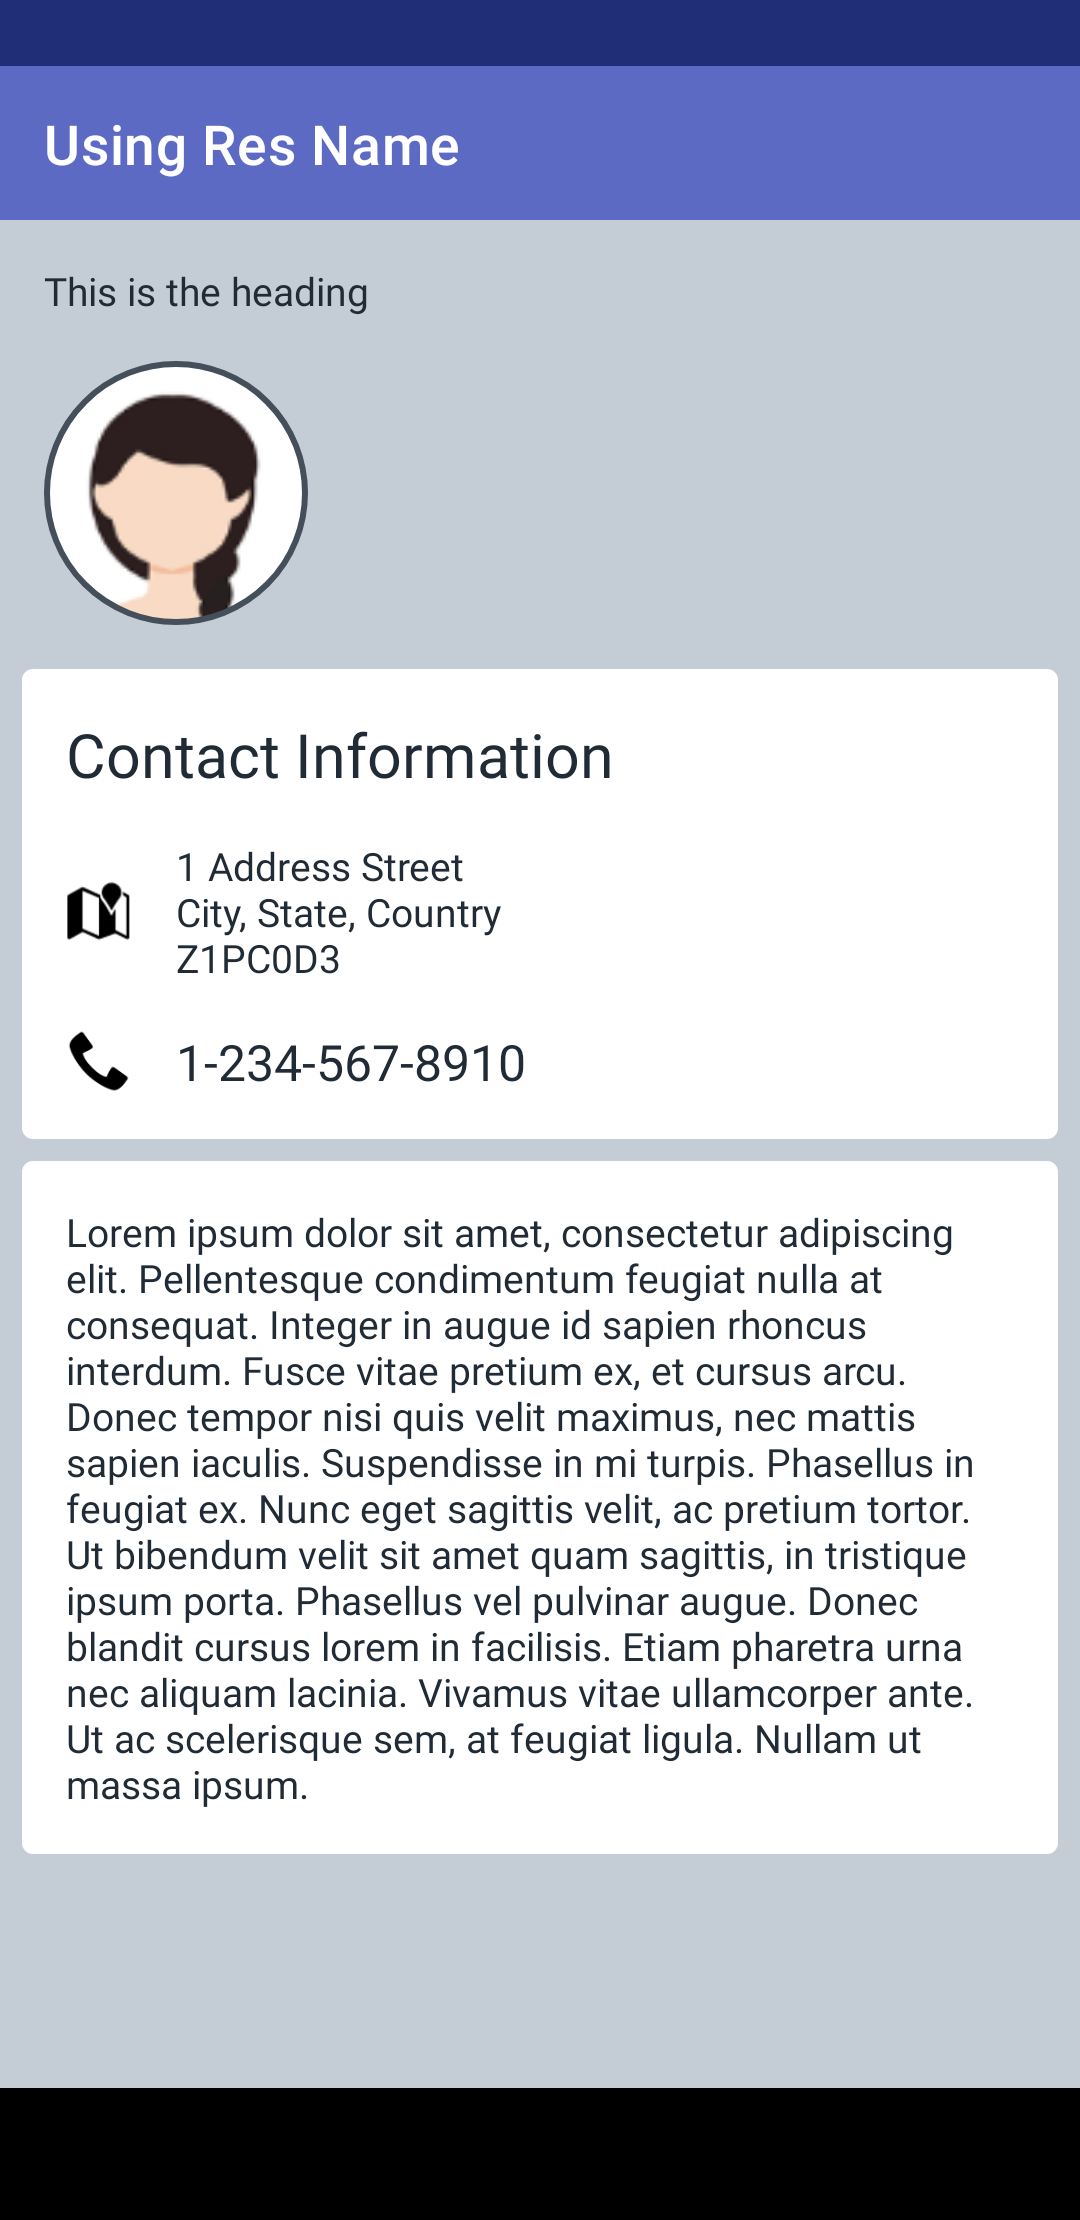 Using Res Name
This is the heading
Contact Information
1 Address Street
City, State, Country
Z1PC0D3
1-234-567-8910
Lorem ipsum dolor sit amet, consectetur adipiscing
elit. Pellentesque condimentum feugiat nulla at
consequat. Integer in augue id sapien rhoncus
interdum. Fusce vitae pretium ex, et cursus arcu.
Donec tempor nisi quis velit maximus, nec mattis
sapien iaculis. Suspendisse in mi turpis. Phasellus in
feugiat ex. Nunc eget sagittis velit, ac pretium tortor.
Ut bibendum velit sit amet quam sagittis, in tristique
ipsum porta. Phasellus vel pulvinar augue. Donec
blandit cursus lorem in facilisis. Etiam pharetra urna
nec aliquam lacinia. Vivamus vitae ullamcorper ante.
Ut ac scelerisque sem, at feugiat ligula. Nullam ut
massa ipsum.